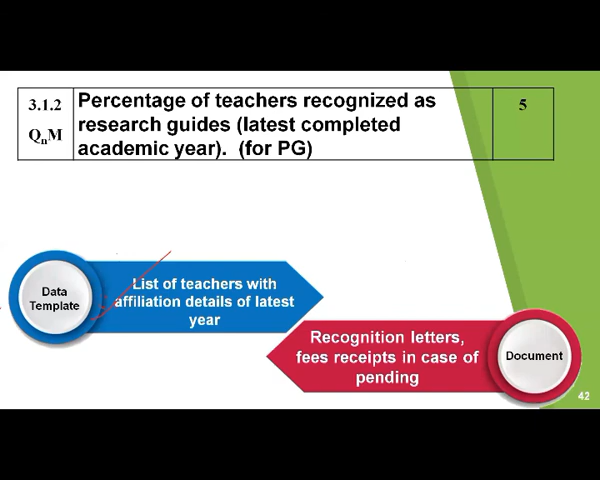 3.1.2
QnM
Percentage of teachers recognized as
research guides (latest completed
academic year). (for PG)
5
Data
Template
List of teachers with
affiliation details of latest
year
Recognition letters,
fees receipts in case of
pending
Document
42